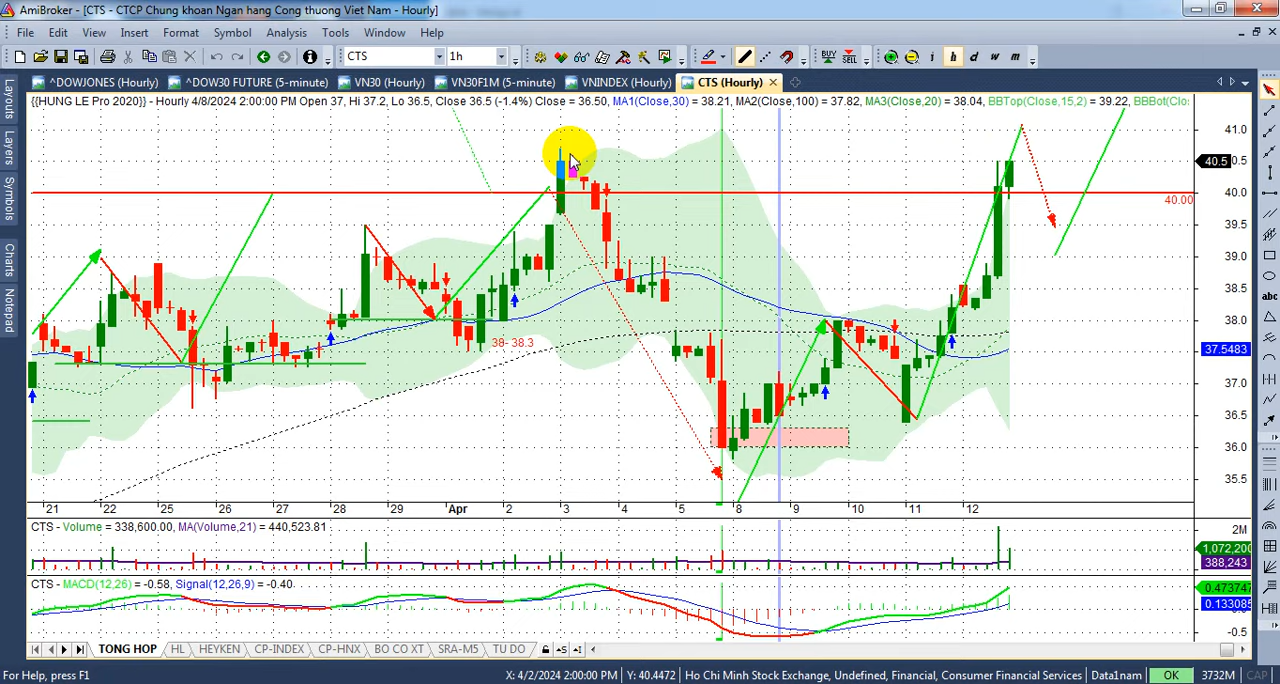 AmiBroker - [CTS - CTCP Chung khoan Ngan hang Cong thuong Viet Nam - Hourly]
File Edit View Insert Format Symbol Analysis Tools Window Help
CTS 1h BUY SELL i h d w m
^DOWJONES (Hourly) ^DOW30 FUTURE (5-minute) VN30 (Hourly) VN30F1M (5-minute) VNINDEX (Hourly) CTS (Hourly)
{{HUNG LE Pro 2020}} - Hourly 4/8/2024 2:00:00 PM Open 37, Hi 37.2, Lo 36.5, Close 36.5 (-1.4%) Close = 36.50, MA1(Close,30) = 38.21, MA2(Close,100) = 37.82, MA3(Close,20) = 38.04, BBTop(Close,15,2) = 39.22, BBBot(Clo:
Layouts
Layers
Symbols
Charts
Notepad
abc
41.0
40.5 0.5
40.0
40.00
39.5
39.0
38.5
38.0
37.5483
37.0
36.5
36.0
35.5
38- 38.3
21 22 25 26 27 28 Apr 2 3 4 5 8 9 10 11 12
CTS - Volume = 338,600.00, MA(Volume,21) = 440,523.81
2M
1,072,200
388,243
CTS - MACD(12,26) = -0.58, Signal(12,26,9) = -0.40
0.473747
0.133085
-0.5
TONG HOP HL HEYKEN CP-INDEX CP-HNX BO CO XT SRA-M5 TU DO
For Help, press F1 X: 4/2/2024 2:00:00 PM Y: 40.4472 Ho Chi Minh Stock Exchange, Undefined, Financial, Consumer Financial Services Data1nam OK 3732M CAP